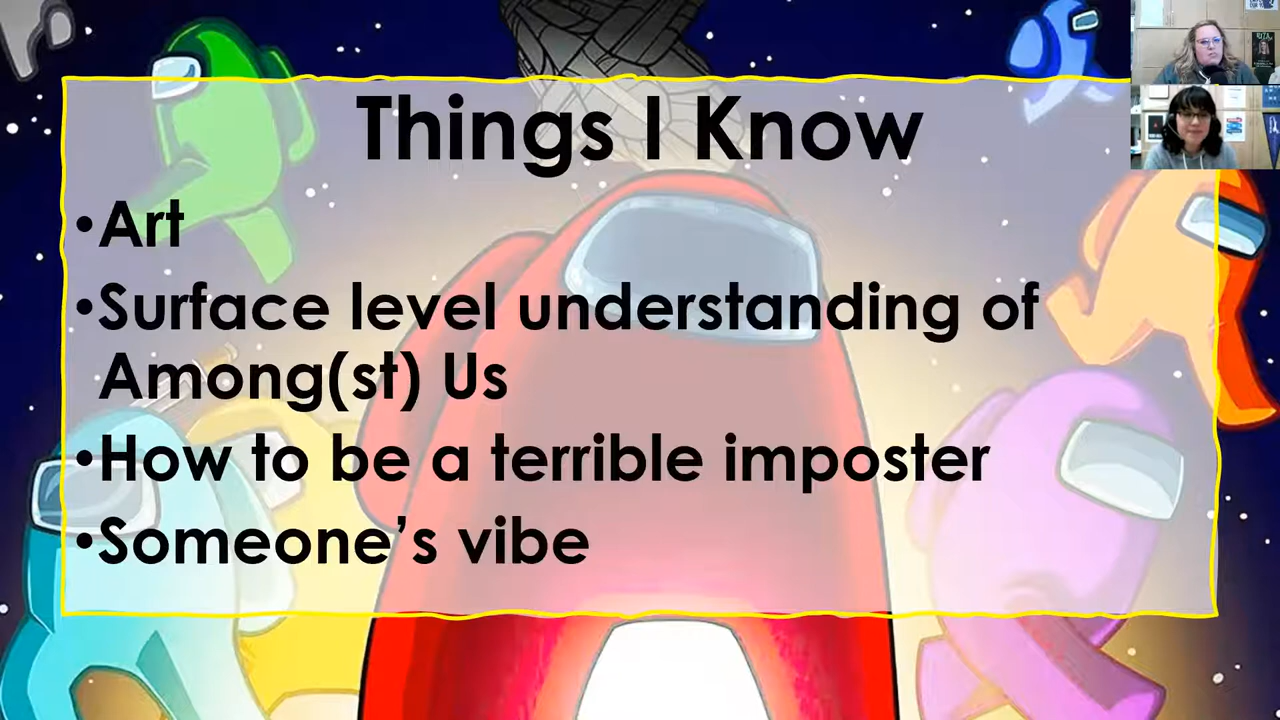 Things I Know
•Art
•Surface level understanding of
Among(st) Us
•How to be a terrible imposter
•Someone’s vibe